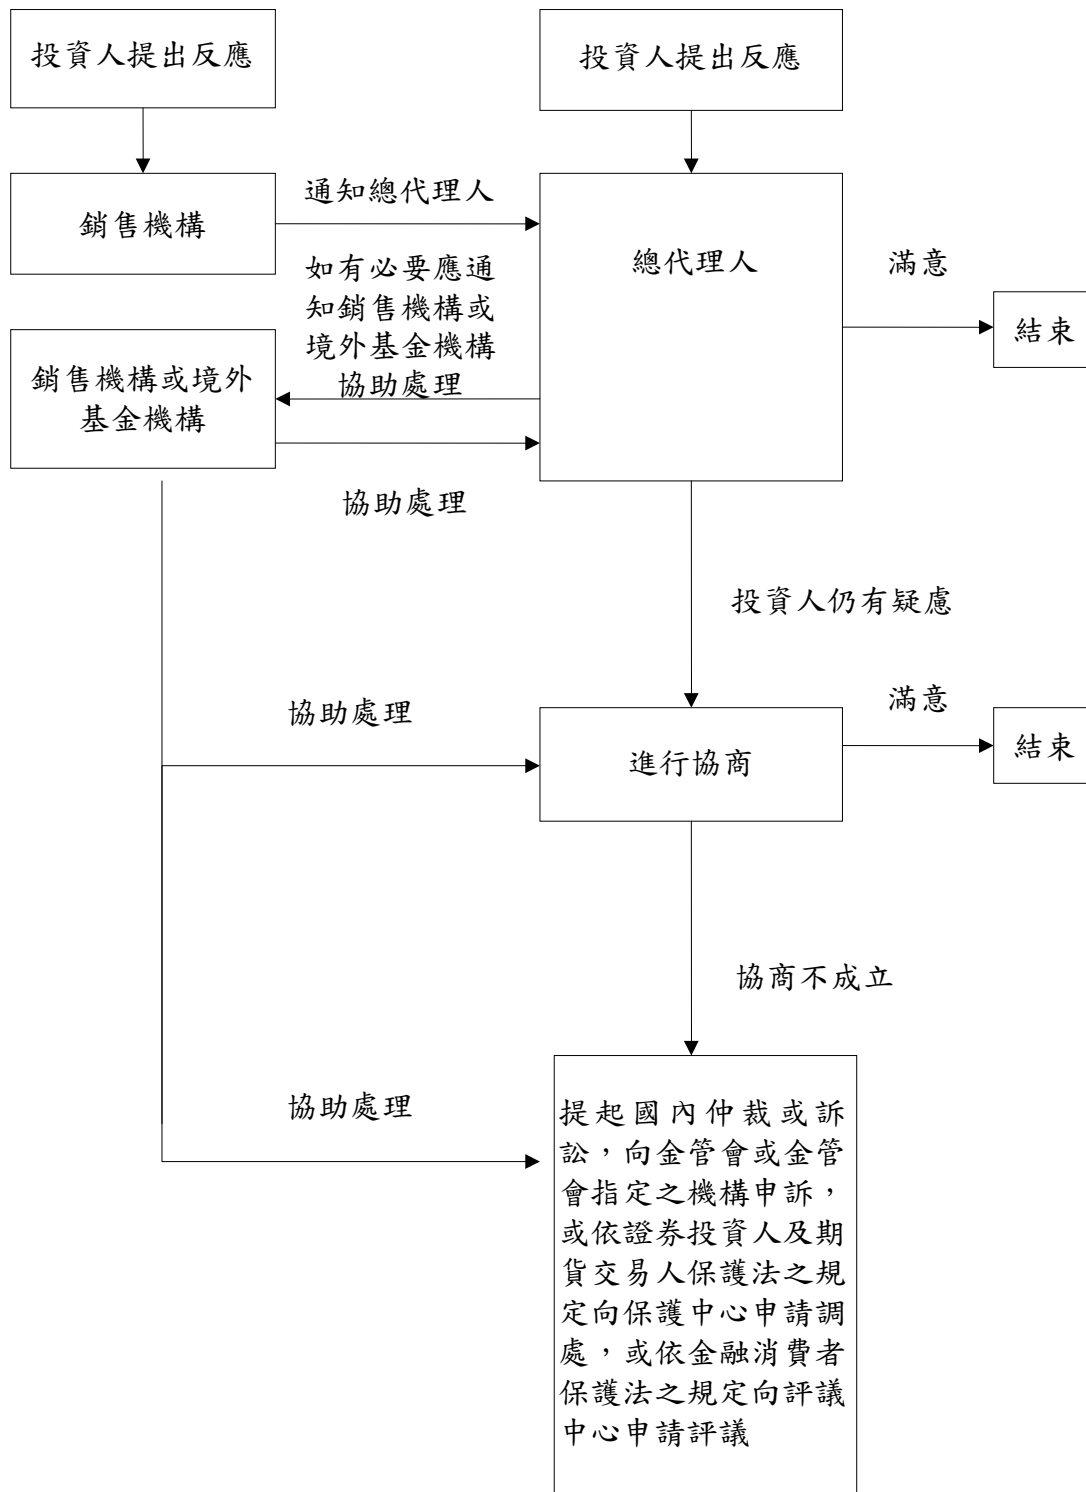 投資人提出反應
投資人提出反應
銷售機構
通知總代理人
總代理人
滿意
結束
如有必要應通
知銷售機構或
境外基金機構
協助處理
銷售機構或境外
基金機構
協助處理
投資人仍有疑慮
協助處理
進行協商
滿意
結束
協商不成立
協助處理
提起國內仲裁或訴
訟，向金管會或金管
會指定之機構申訴，
或依證券投資人及期
貨交易人保護法之規
定向保護中心申請調
處，或依金融消費者
保護法之規定向評議
中心申請評議